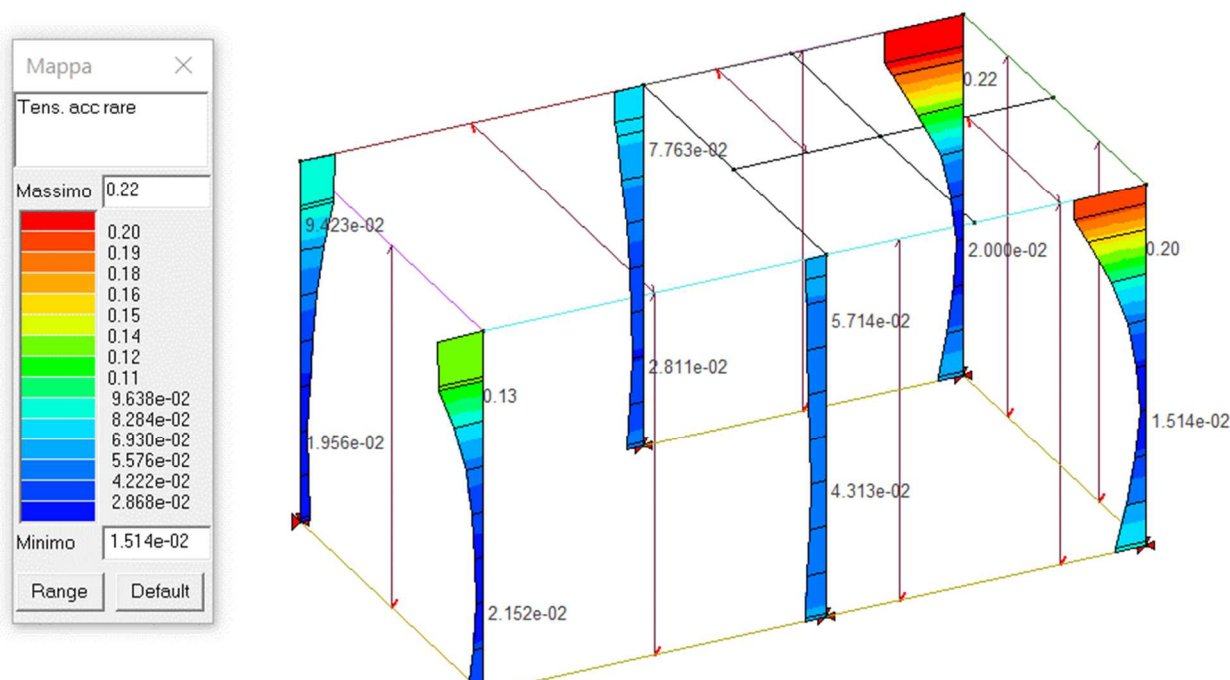 Mappa
Tens. acc rare
Massimo 0.22
0.20
0.19
0.18
0.16
0.15
0.14
0.12
0.11
9.638e-02
8.284e-02
6.930e-02
5.576e-02
4.222e-02
2.868e-02
Minimo 1.514e-02
Range Default
0.22
7.763e-02
9.423e-02
2.000e-02
0.20
5.714e-02
2.811e-02
0.13
1.514e-02
1.956e-02
4.313e-02
2.152e-02